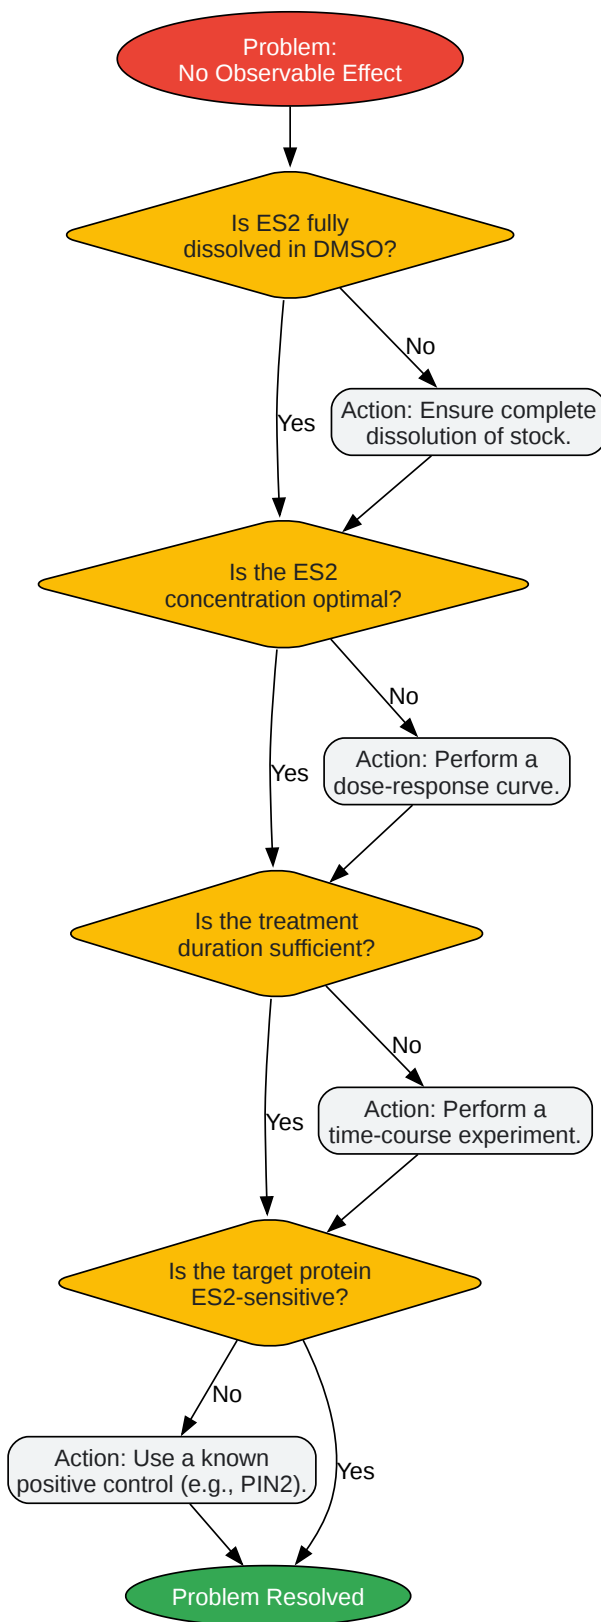 Problem:
No Observable Effect
Is ES2 fully
dissolved in DMSO?
No
Action: Ensure complete
dissolution of stock.
Yes
Is the ES2
concentration optimal?
No
Action: Perform a
dose-response curve.
Yes
Is the treatment
duration sufficient?
No
Action: Perform a
time-course experiment.
Yes
Is the target protein
ES2-sensitive?
No
Action: Use a known
positive control (e.g., PIN2).
Yes
Problem Resolved